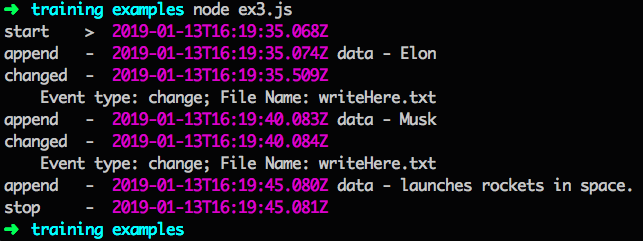 ➜ training examples node ex3.js
start   > 2019-01-13T16:19:35.068Z
append  - 2019-01-13T16:19:35.074Z data - Elon
changed - 2019-01-13T16:19:35.509Z
    Event type: change; File Name: writeHere.txt
append  - 2019-01-13T16:19:40.083Z data - Musk
changed - 2019-01-13T16:19:40.084Z
    Event type: change; File Name: writeHere.txt
append  - 2019-01-13T16:19:45.080Z data - launches rockets in space.
stop    - 2019-01-13T16:19:45.081Z
➜ training examples